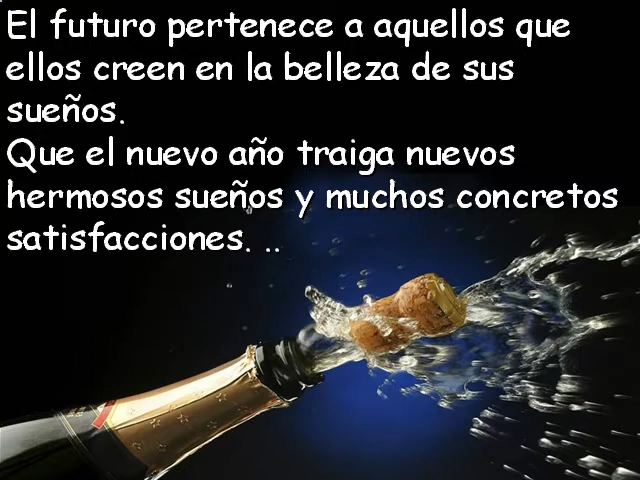 El futuro pertenece a aquellos que
ellos creen en la belleza de sus
sueños.
Que el nuevo año traiga nuevos
hermosos sueños y muchos concretos
satisfacciones. ..